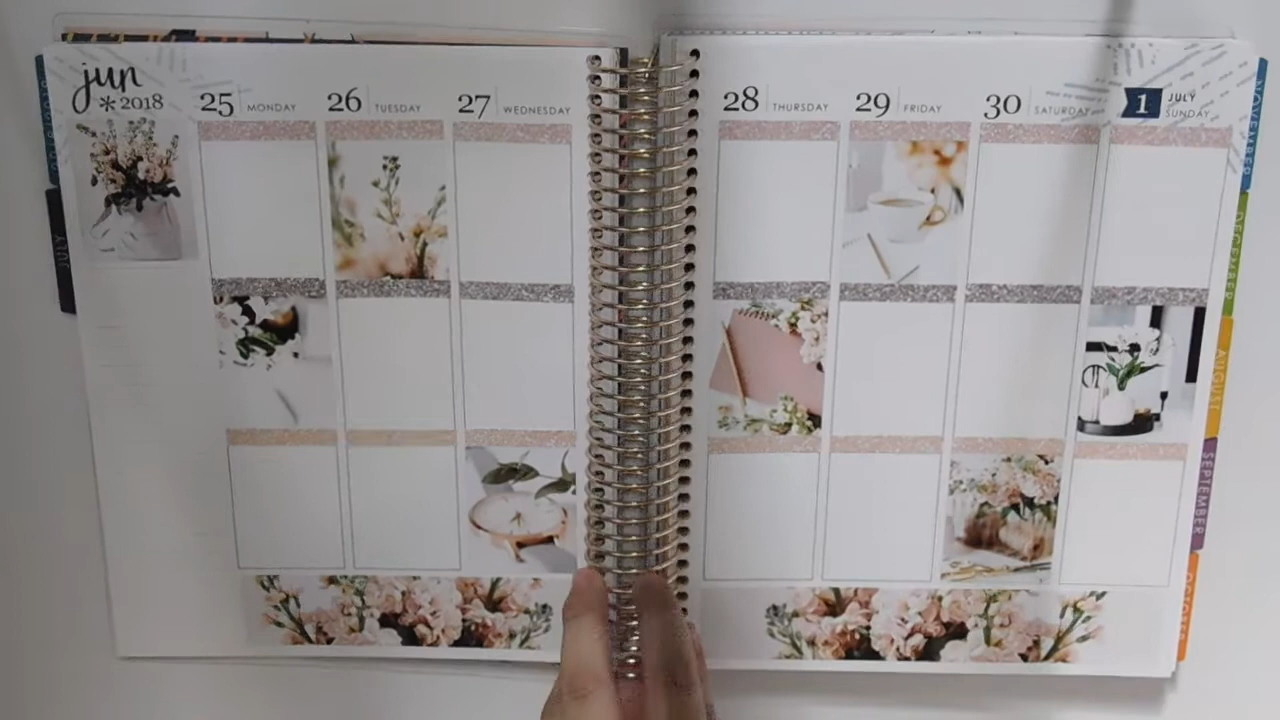 jun
* 2018
25 MONDAY
26 TUESDAY
27 WEDNESDAY
28 THURSDAY
29 FRIDAY
30 SATURDAY
1 JULY
SUNDAY
JULY
NOVEMBER
DECEMBER
AUGUST
SEPTEMBER